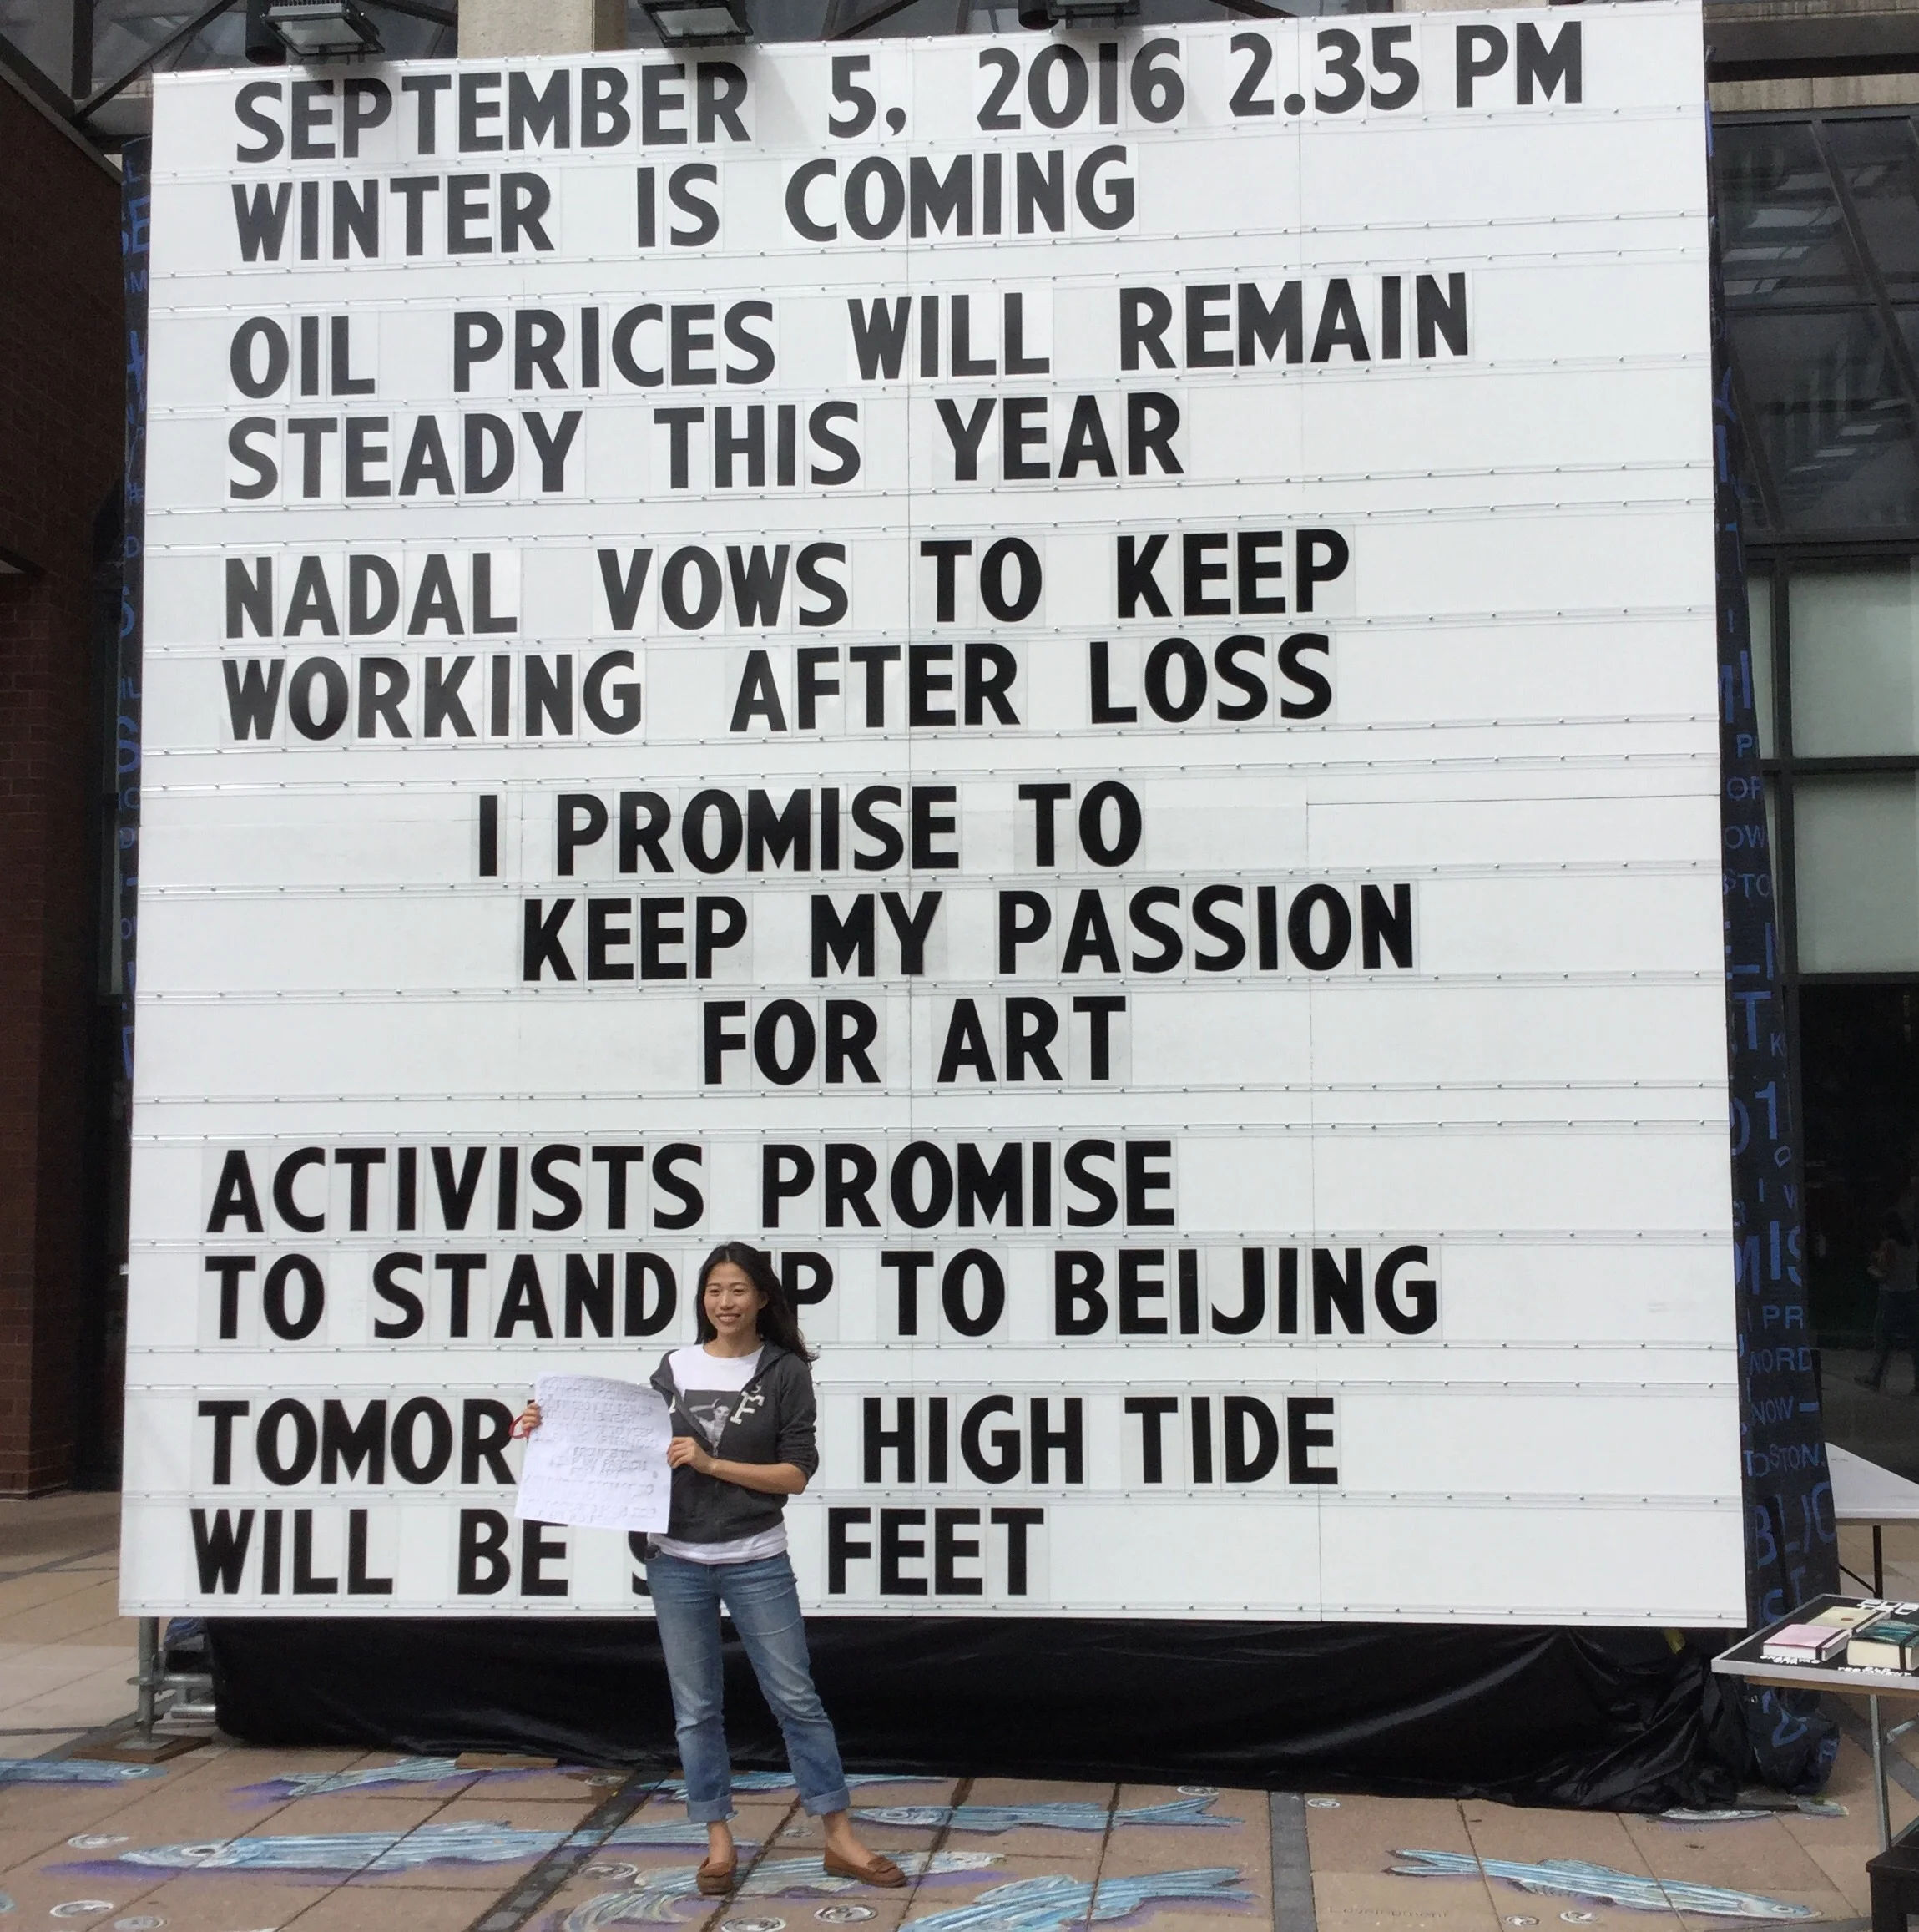 SEPTEMBER 5, 2016 2.35 PM
WINTER IS COMING
OIL PRICES WILL REMAIN
STEADY THIS YEAR
NADAL VOWS TO KEEP
WORKING AFTER LOSS
I PROMISE TO
KEEP MY PASSION
FOR ART
ACTIVISTS PROMISE
TO STAND UP TO BEIJING
HIGH TIDE
WILL BE FEET